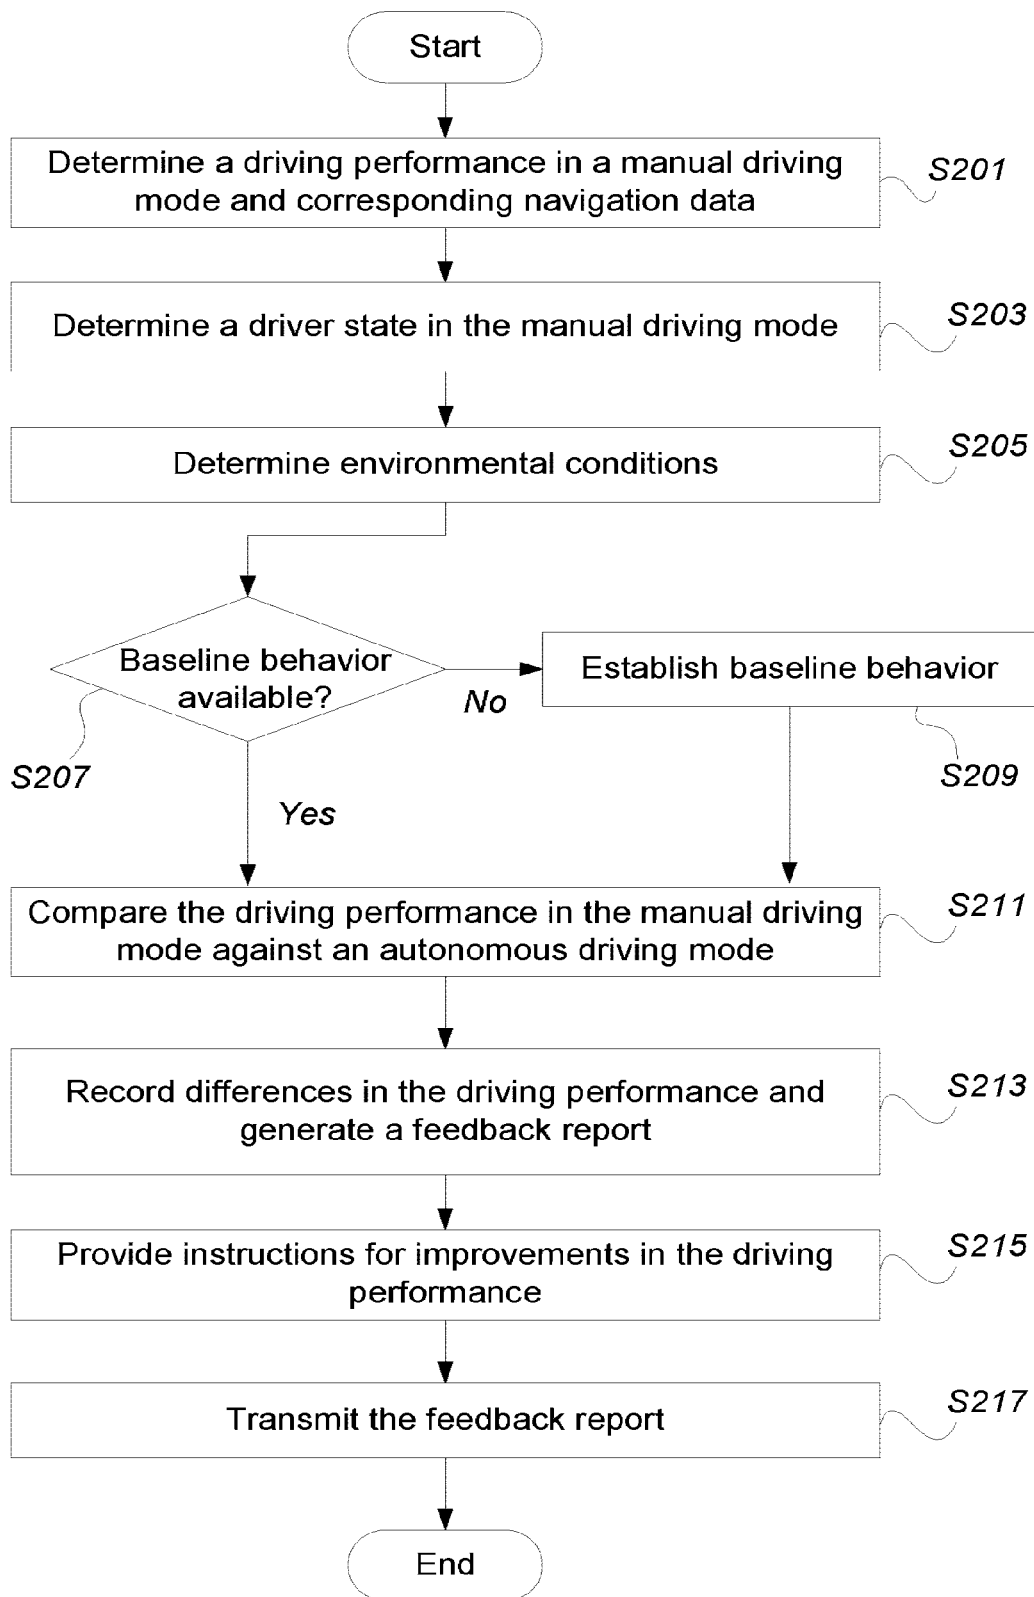 Start
Determine a driving performance in a manual driving
mode and corresponding navigation data
S201
Determine a driver state in the manual driving mode
S203
Determine environmental conditions
S205
Baseline behavior
available?
S207
No
Establish baseline behavior
S209
Yes
Compare the driving performance in the manual driving
mode against an autonomous driving mode
S211
Record differences in the driving performance and
generate a feedback report
S213
Provide instructions for improvements in the driving
performance
S215
Transmit the feedback report
S217
End